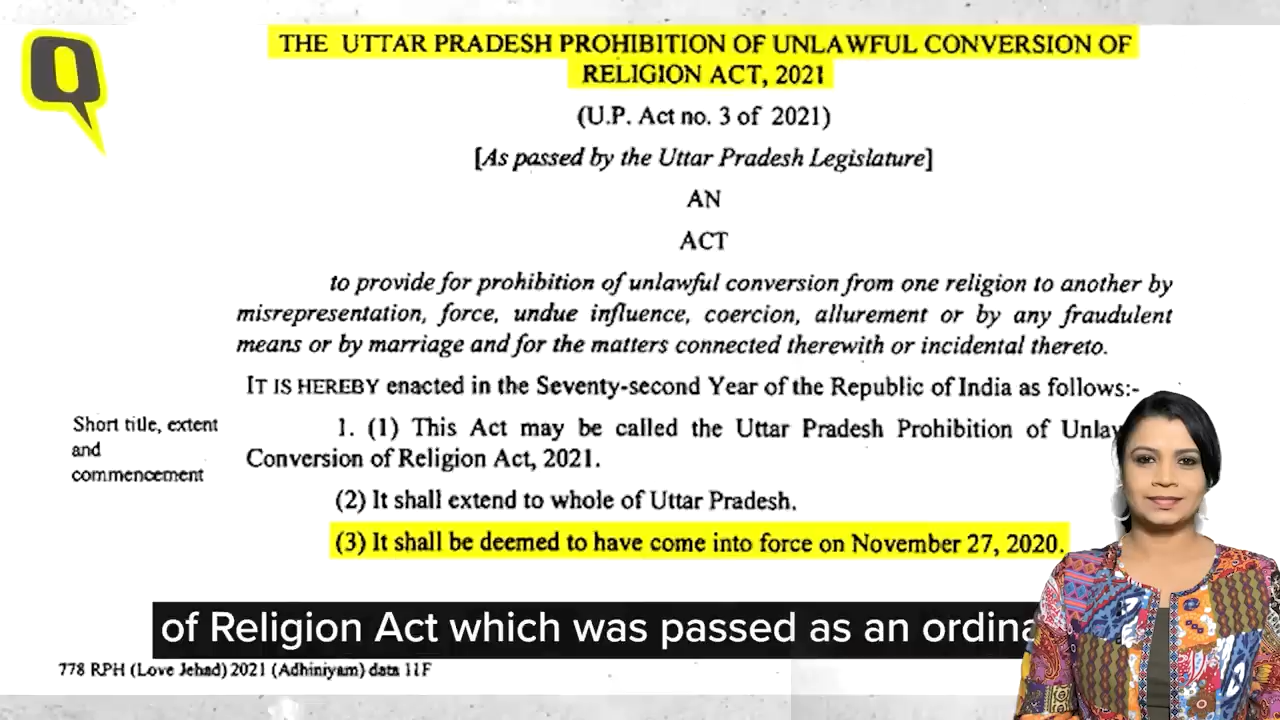 THE UTTAR PRADESH PROHIBITION OF UNLAWFUL CONVERSION OF
RELIGION ACT, 2021
(U.P. Act no. 3 of 2021)
[As passed by the Uttar Pradesh Legislature]
AN
ACT
to provide for prohibition of unlawful conversion from one religion to another by
misrepresentation, force, undue influence, coercion, allurement or by any fraudulent
means or by marriage and for the matters connected therewith or incidental thereto.
IT IS HEREBY enacted in the Seventy-second Year of the Republic of India as follows:-
Short title, extent
and
commencement
1. (1) This Act may be called the Uttar Pradesh Prohibition of
Conversion of Religion Act, 2021.
(2) It shall extend to whole of Uttar Pradesh.
(3) It shall be deemed to have come into force on November 27, 2020.
of Religion Act which was passed as an
778 RPH (Love Jehad) 2021 (Adhiniyam) data 11F